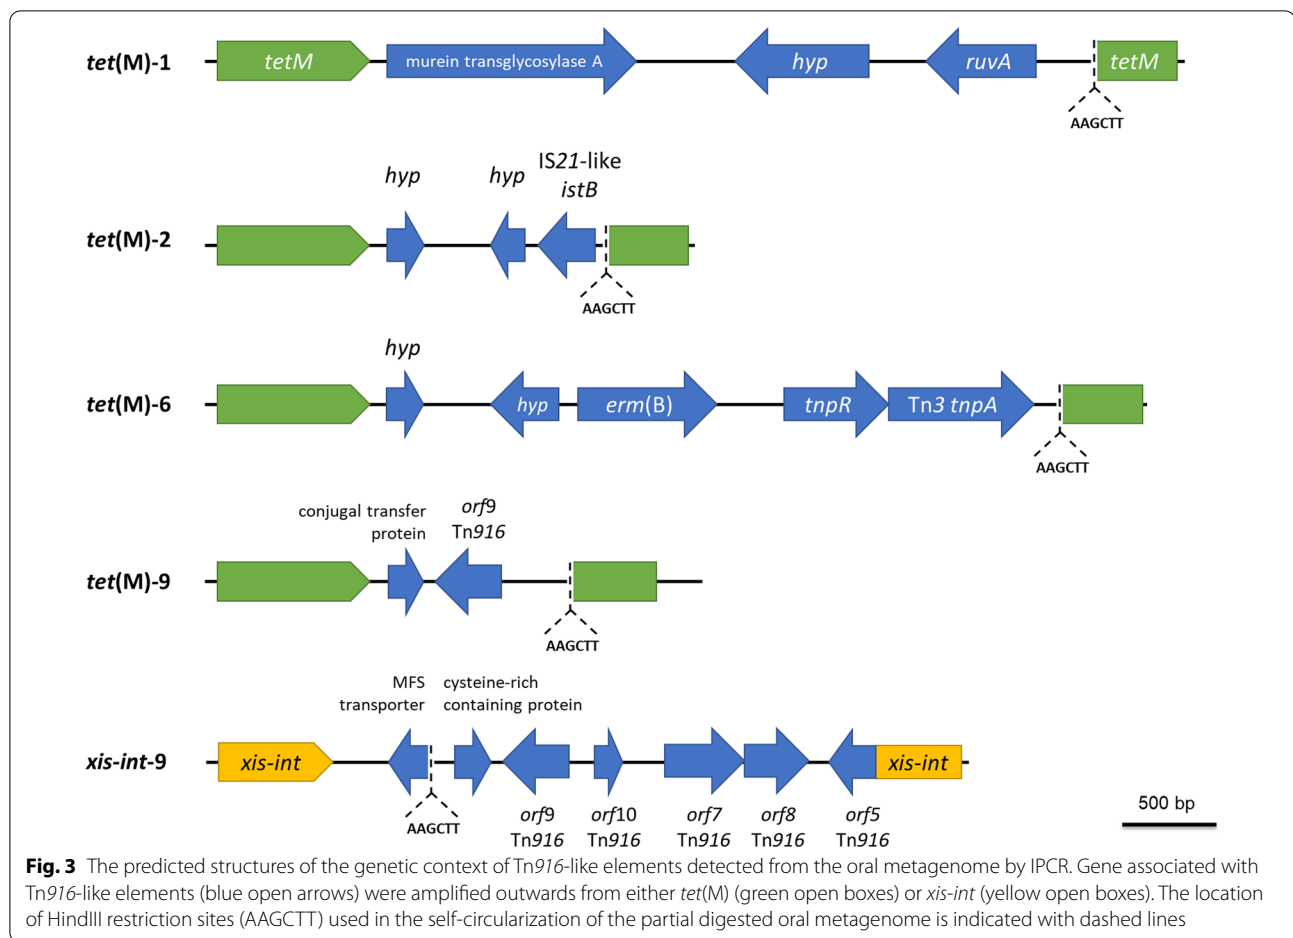 tet(M)-1
tetM
murein transglycosylase A
hyp
ruvA
tetM
AAGCTT
hyp
hyp
IS21-like
istB
tet(M)-2
AAGCTT
hyp
tet(M)-6
hyp
erm(B)
tnpR
Tn3 tnpA
AAGCTT
conjugal transfer
protein
orf9
Tn916
tet(M)-9
AAGCTT
MFS
transporter
cysteine-rich
containing protein
xis-int-9
xis-int
xis-int
AAGCTT
orf9
Tn916
orf10
Tn916
orf7
Tn916
orf8
Tn916
orf5
Tn916
500 bp
Fig. 3 The predicted structures of the genetic context of Tn916-like elements detected from the oral metagenome by IPCR. Gene associated with
Tn916-like elements (blue open arrows) were amplified outwards from either tet(M) (green open boxes) or xis-int (yellow open boxes). The location
of HindIII restriction sites (AAGCTT) used in the self-circularization of the partial digested oral metagenome is indicated with dashed lines